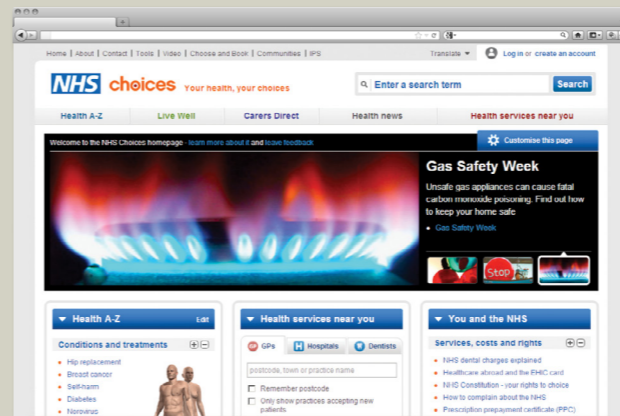 Home | About | Contact | Tools | Video | Choose and Book | Communities | IPS
Translate
Log in or create an account
NHS choices Your health, your choices
Enter a search term
Search
Health A-Z
Live Well
Carers Direct
Health news
Health services near you
Welcome to the NHS Choices homepage - learn more about it and leave feedback
Customise this page
Gas Safety Week
Unsafe gas appliances can cause fatal
carbon monoxide poisoning. Find out how
to keep your home safe
Gas Safety Week
Stop
Health A-Z
Edit
Conditions and treatments
Hip replacement
Breast cancer
Self-harm
Diabetes
Norovirus
Health services near you
GPs
Hospitals
Dentists
postcode, town or practice name
Remember postcode
Only show practices accepting new
patients
You and the NHS
Services, costs and rights
NHS dental charges explained
Healthcare abroad and the EHIC card
NHS Constitution - your rights to choice
How to complain about the NHS
Prescription prepayment certificate (PPC)